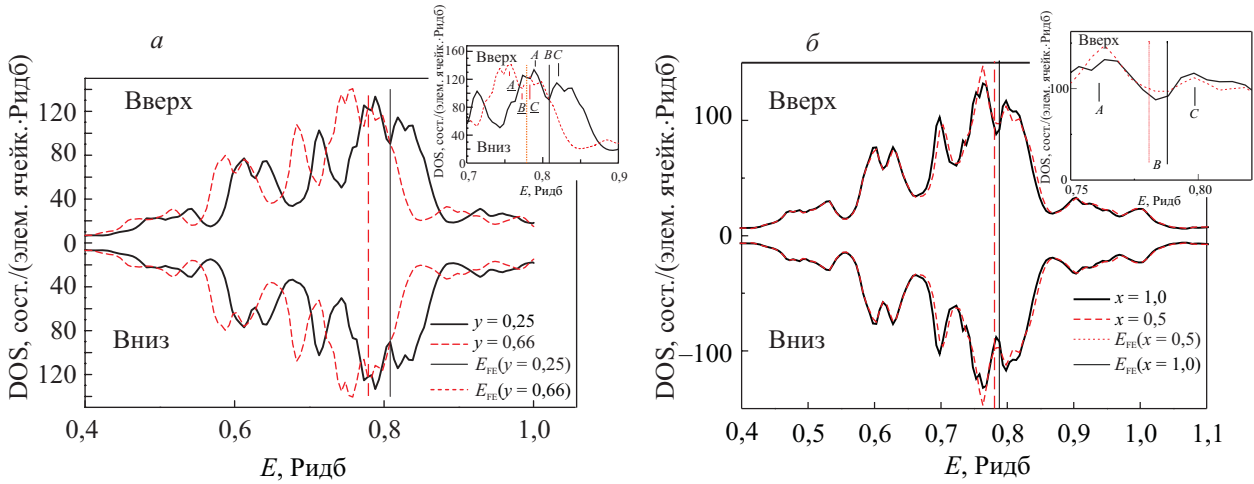 а
DOS, сост./(элем. ячейк.·Ридб)
120
80
40
0
40
80
120
Вверх
Вниз
0,4
0,6
0,8
1,0
E, Ридб
y = 0,25
y = 0,66
E_FE(y = 0,25)
E_FE(y = 0,66)
DOS, сост./(элем. ячейк.·Ридб)
160
120
80
40
0
Вверх
A B C
A
B C
Вниз
0,7
0,8
0,9
E, Ридб
б
DOS, сост./(элем. ячейк.·Ридб)
100
0
−100
Вверх
Вниз
0,4 0,5 0,6 0,7 0,8 0,9 1,0 1,1
E, Ридб
x = 1,0
x = 0,5
E_FE(x = 0,5)
E_FE(x = 1,0)
DOS, сост./(элем. ячейк.·Ридб)
100
0
Вверх
A
B
C
0,75
0,80
E, Ридб